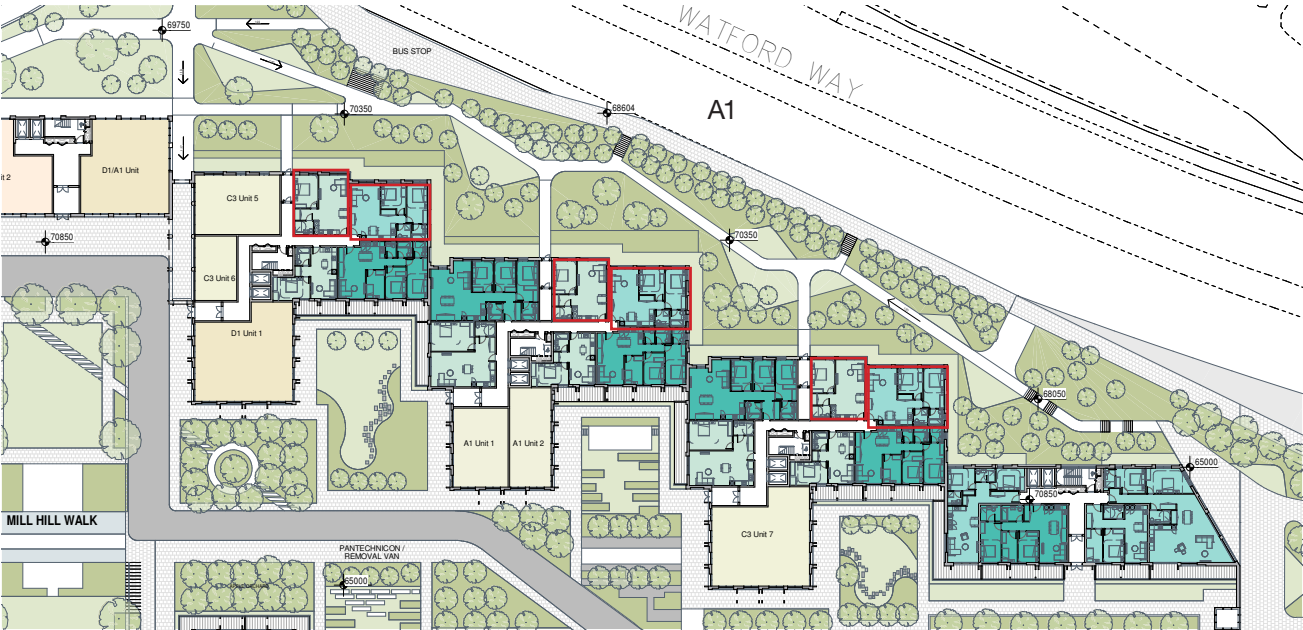 69750
BUS STOP
WATFORD WAY
A1
70350
68604
D1/A1 Unit
it 2
C3 Unit 5
70850
70350
C3 Unit 6
D1 Unit 1
68050
A1 Unit 1
A1 Unit 2
65000
70850
MILL HILL WALK
C3 Unit 7
PANTECHNICON /
REMOVAL VAN
65000